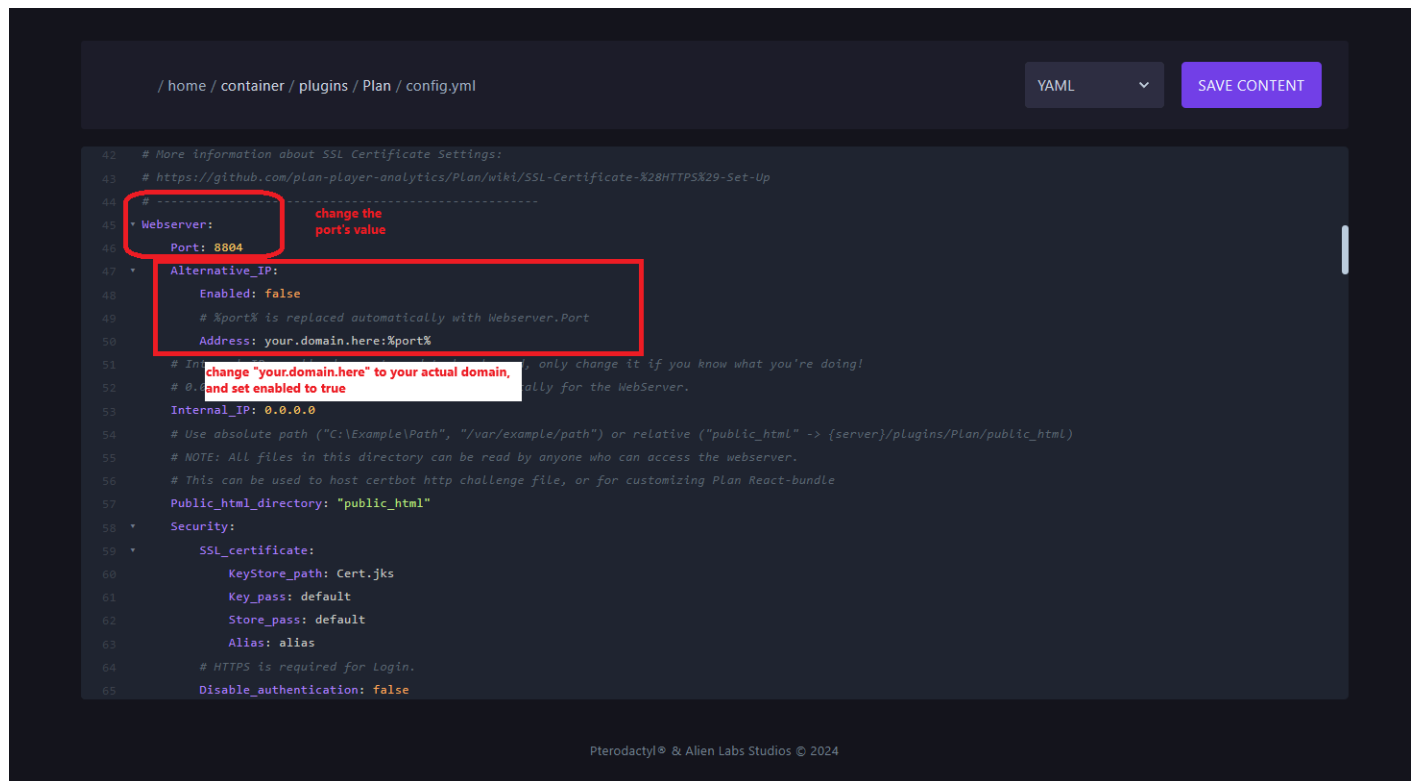 / home / container / plugins / Plan / config.yml
YAML
SAVE CONTENT
42 # More information about SSL Certificate Settings:
43 # https://github.com/plan-player-analytics/Plan/wiki/SSL-Certificate-%28HTTPS%29-Set-Up
44 # -----------------------------------------------------
change the
port's value
45 Webserver:
46 Port: 8804
47 Alternative_IP:
48 Enabled: false
49 # %port% is replaced automatically with Webserver.Port
50 Address: your.domain.here:%port%
51 # In d, only change it if you know what you're doing!
change "your.domain.here" to your actual domain,
and set enabled to true
52 # 0. ally for the WebServer.
53 Internal_IP: 0.0.0.0
54 # Use absolute path ("C:\Example\Path", "/var/example/path") or relative ("public_html" -> {server}/plugins/Plan/public_html)
55 # NOTE: All files in this directory can be read by anyone who can access the webserver.
56 # This can be used to host certbot http challenge file, or for customizing Plan React-bundle
57 Public_html_directory: "public_html"
58 Security:
59 SSL_certificate:
60 KeyStore_path: Cert.jks
61 Key_pass: default
62 Store_pass: default
63 Alias: alias
64 # HTTPS is required for Login.
65 Disable_authentication: false
Pterodactyl® & Alien Labs Studios © 2024